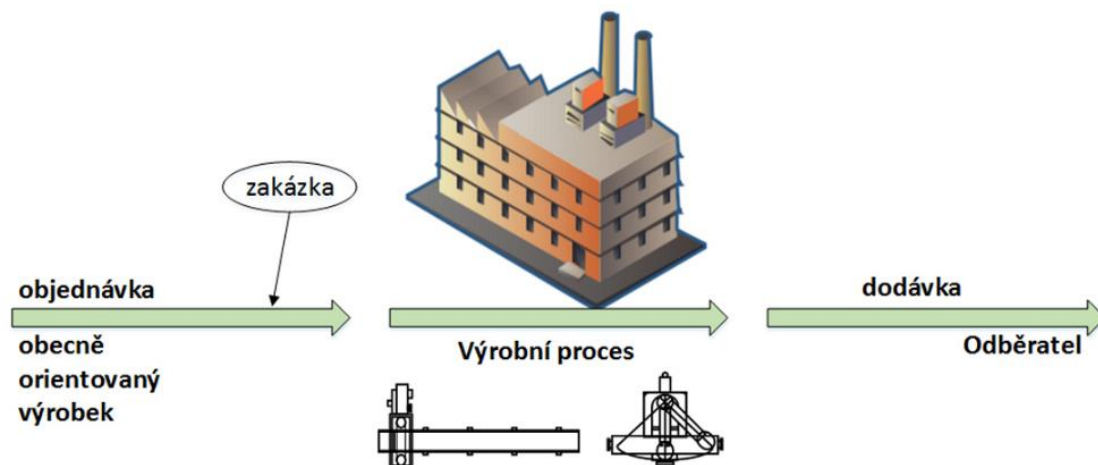 zakázka
objednávka
obecně
orientovaný
výrobek
Výrobní proces
dodávka
Odběratel